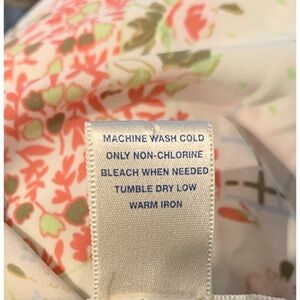 MACHINE WASH COLD
ONLY NON-CHLORINE
BLEACH WHEN NEEDED
TUMBLE DRY LOW
WARM IRON